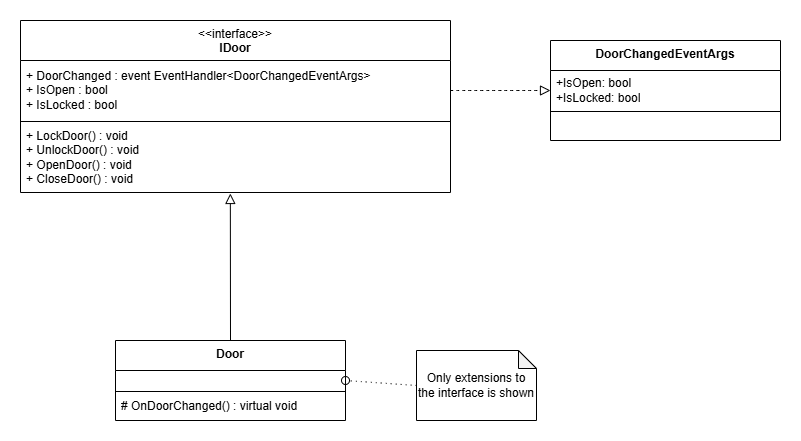 <<interface>>
IDoor
+ DoorChanged : event EventHandler<DoorChangedEventArgs>
+ IsOpen : bool
+ IsLocked : bool
+ LockDoor() : void
+ UnlockDoor() : void
+ OpenDoor() : void
+ CloseDoor() : void
DoorChangedEventArgs
+IsOpen: bool
+IsLocked: bool
Door
# OnDoorChanged() : virtual void
Only extensions to
the interface is shown